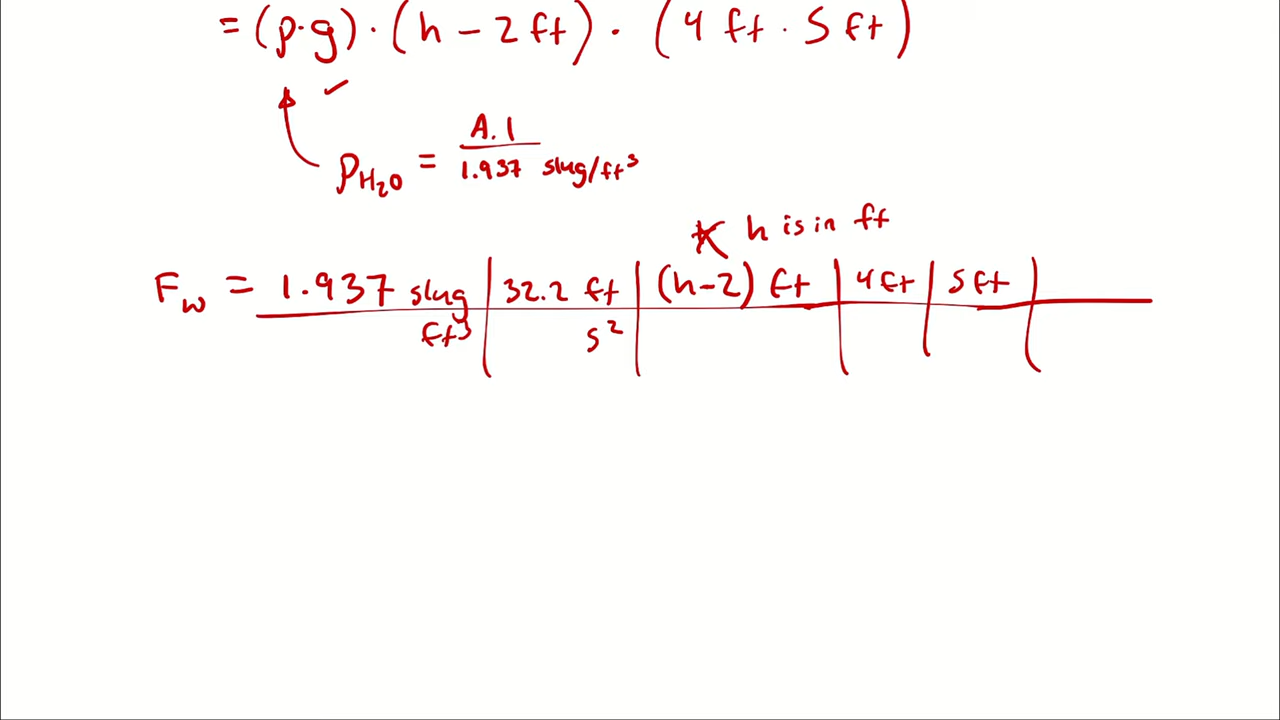 = (ρ·g) · (h - 2 ft) · (4 ft · 5 ft)
A.1
ρH₂O = 1.937 slug/ft³
* h is in ft
Fw = 1.937 slug | 32.2 ft | (h-2) ft | 4 ft | 5 ft |
ft³ | s² |